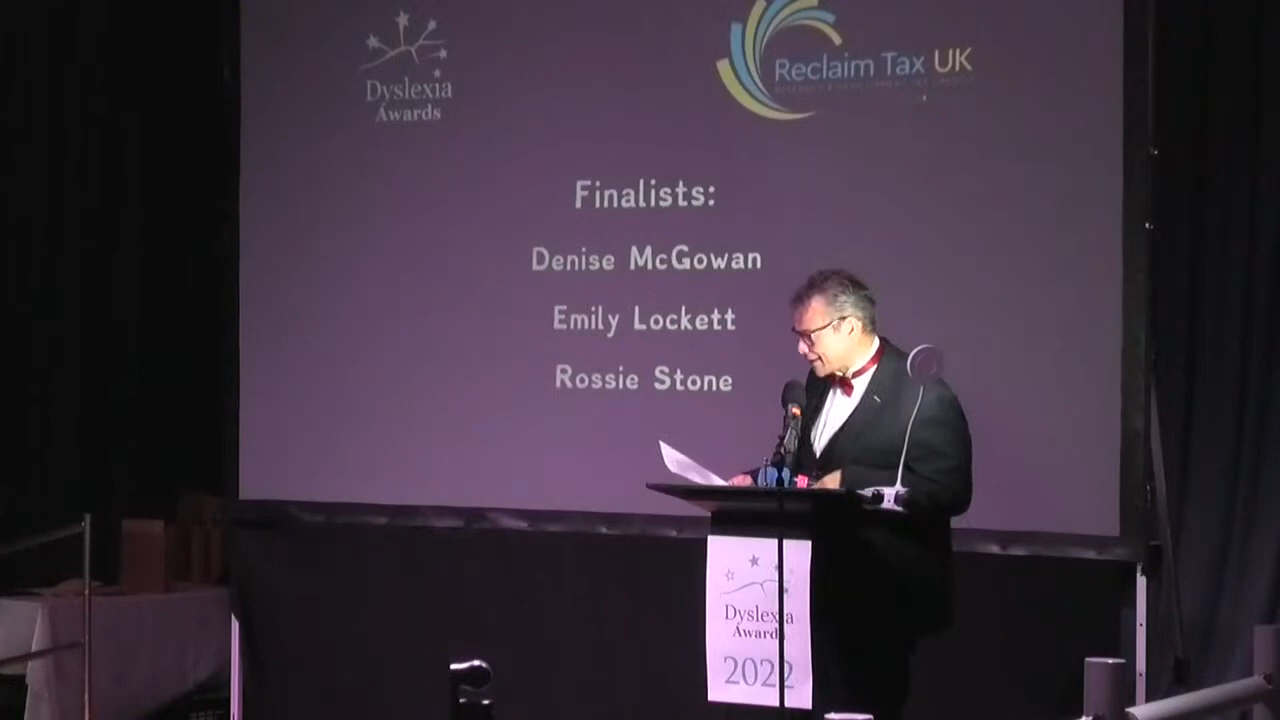 Dyslexia
Awards
Reclaim Tax UK
Finalists:
Denise McGowan
Emily Lockett
Rossie Stone
Dyslexia
Awards
2022